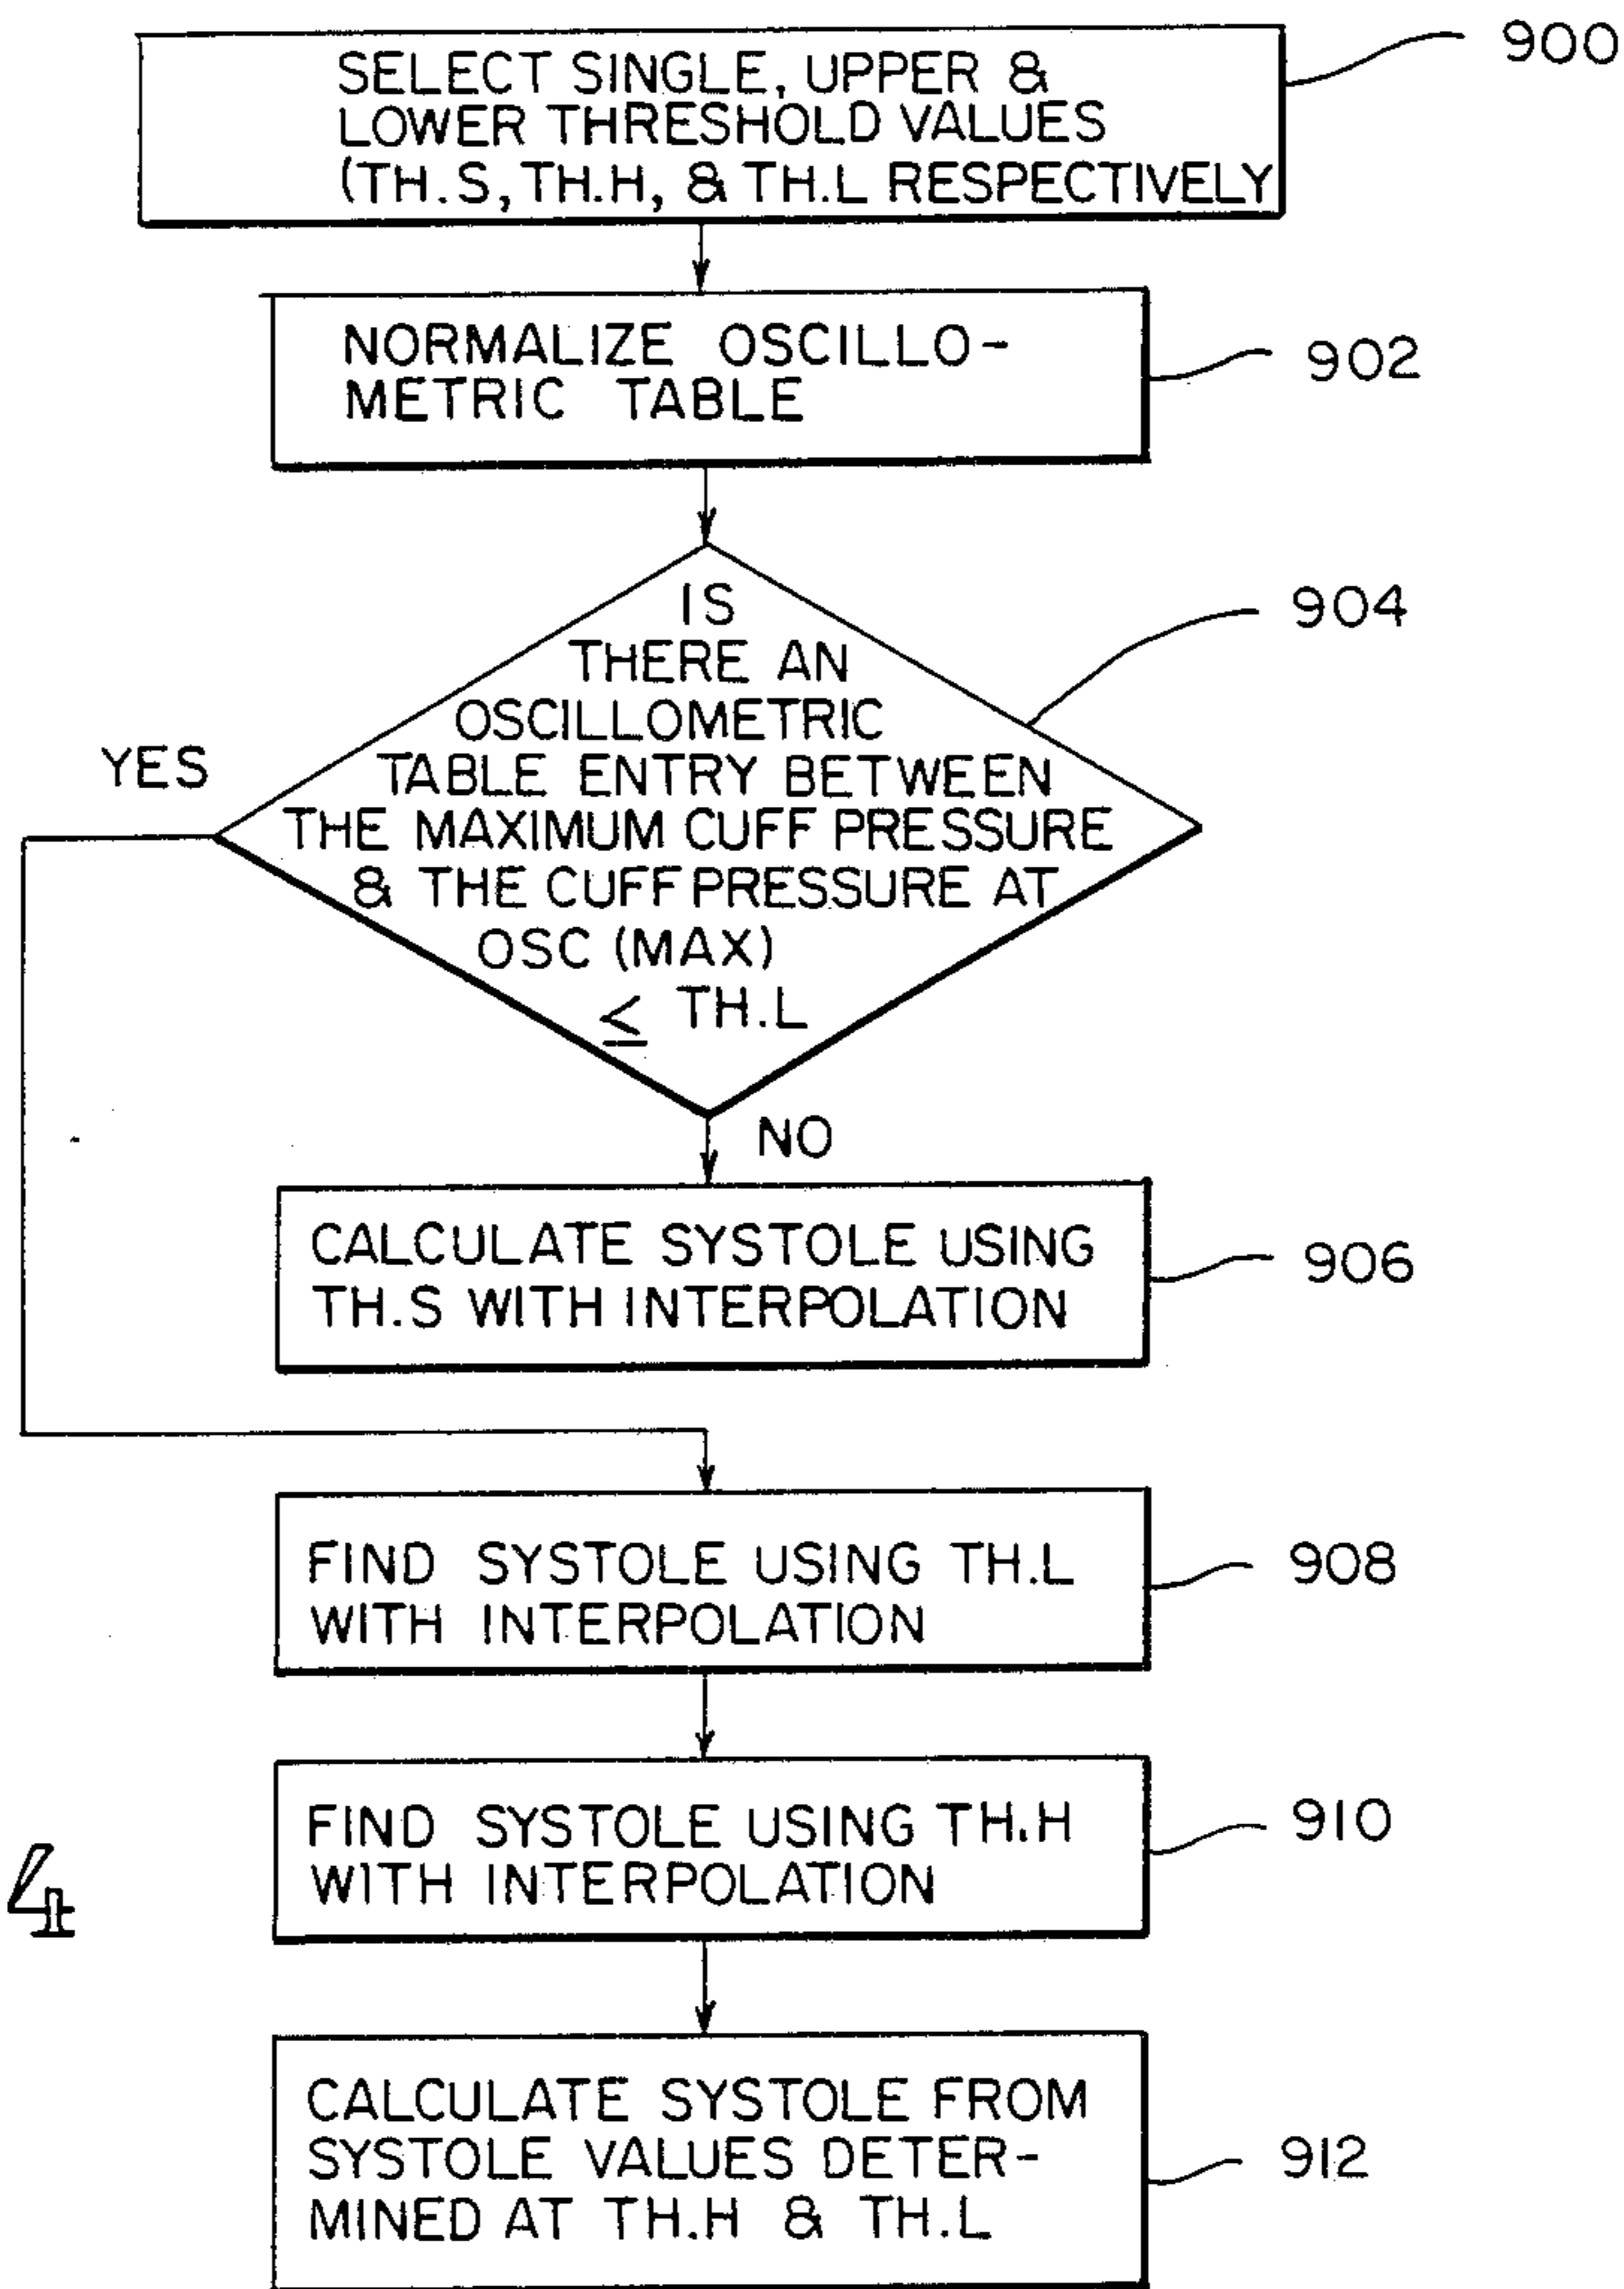 900
SELECT SINGLE, UPPER &
LOWER THRESHOLD VALUES
(TH.S, TH.H, & TH.L RESPECTIVELY
NORMALIZE OSCILLO-
METRIC TABLE
902
IS
THERE AN
OSCILLOMETRIC
TABLE ENTRY BETWEEN
THE MAXIMUM CUFF PRESSURE
& THE CUFF PRESSURE AT
OSC (MAX)
≤ TH.L
904
YES
NO
CALCULATE SYSTOLE USING
TH.S WITH INTERPOLATION
906
FIND SYSTOLE USING TH.L
WITH INTERPOLATION
908
FIND SYSTOLE USING TH.H
WITH INTERPOLATION
910
4
CALCULATE SYSTOLE FROM
SYSTOLE VALUES DETER-
MINED AT TH.H & TH.L
912